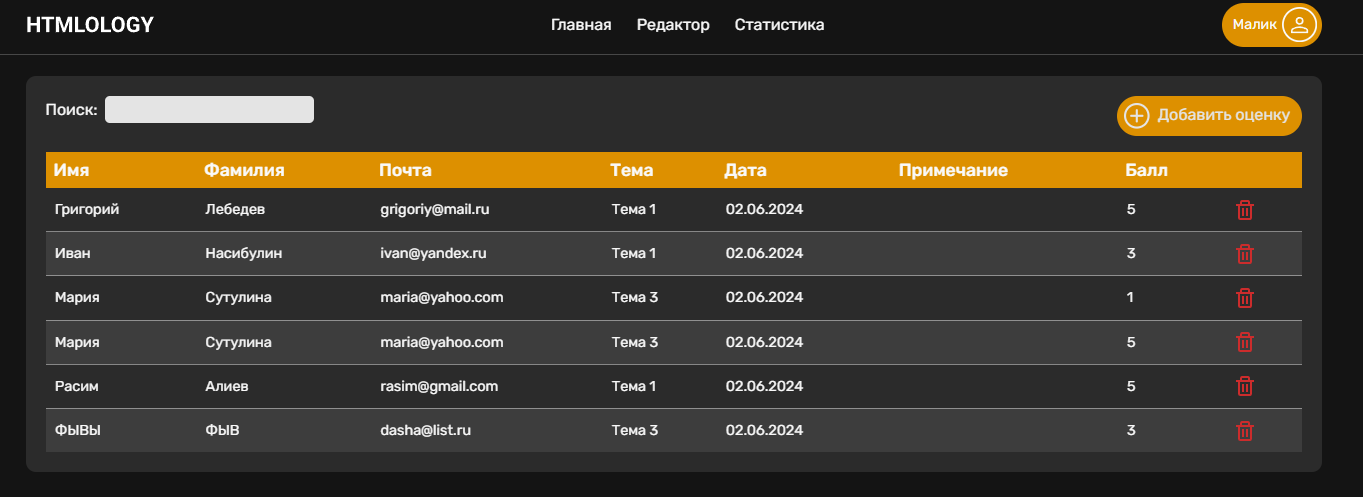 HTMLOLOGY Главная Редактор Статистика Малик
Поиск: Добавить оценку
Имя Фамилия Почта Тема Дата Примечание Балл
Григорий Лебедев grigoriy@mail.ru Тема 1 02.06.2024 5
Иван Насибулин ivan@yandex.ru Тема 1 02.06.2024 3
Мария Сутулина maria@yahoo.com Тема 3 02.06.2024 1
Мария Сутулина maria@yahoo.com Тема 3 02.06.2024 5
Расим Алиев rasim@gmail.com Тема 1 02.06.2024 5
ФЫВЫ ФЫВ dasha@list.ru Тема 3 02.06.2024 3